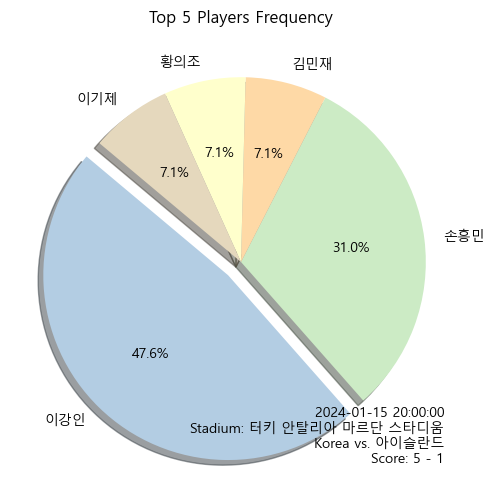 Top 5 Players Frequency
황의조
김민재
이기제
7.1%
7.1%
7.1%
손흥민
31.0%
47.6%
이강인
2024-01-15 20:00:00
Stadium: 터키 안탈리아 마르단 스타디움
Korea vs. 아이슬란드
Score: 5 - 1